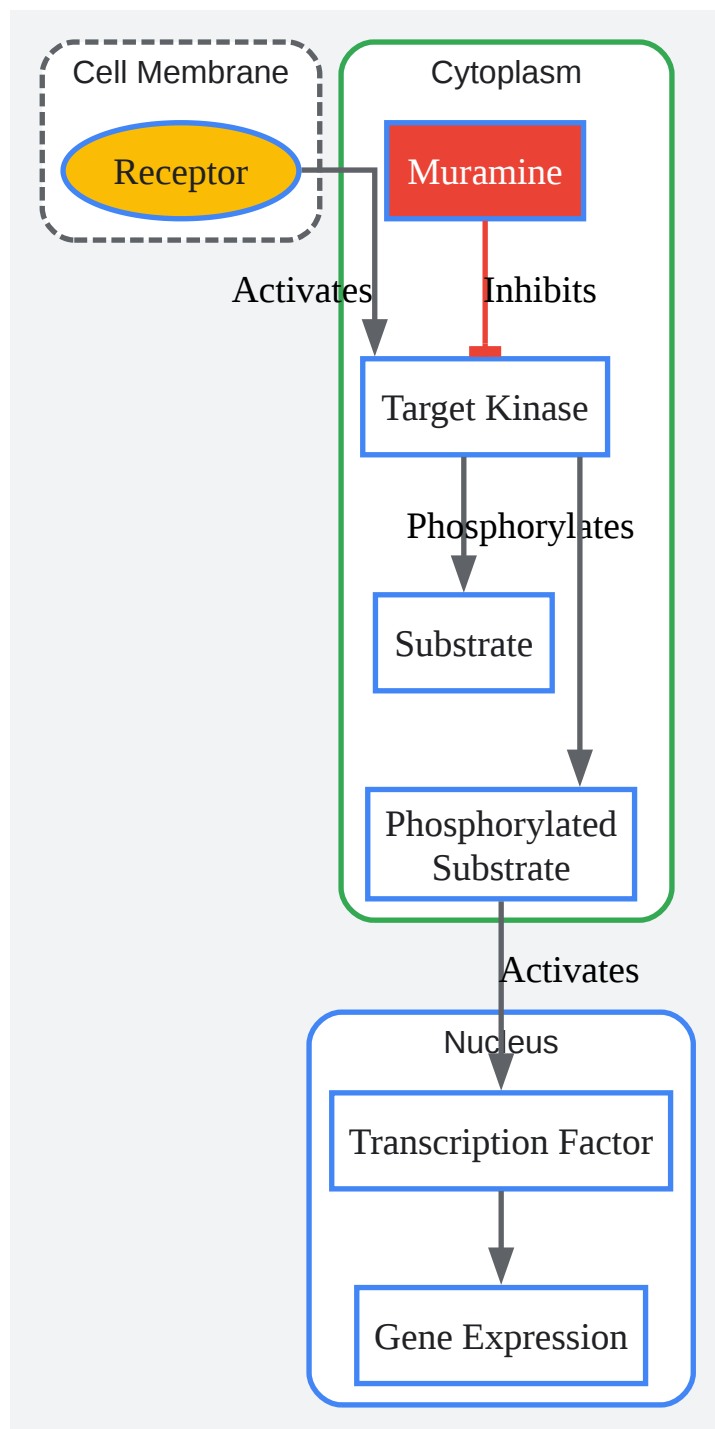 Cell Membrane
Cytoplasm
Receptor
Muramine
Activates
Inhibits
Target Kinase
Phosphorylates
Substrate
Phosphorylated
Substrate
Activates
Nucleus
Transcription Factor
Gene Expression